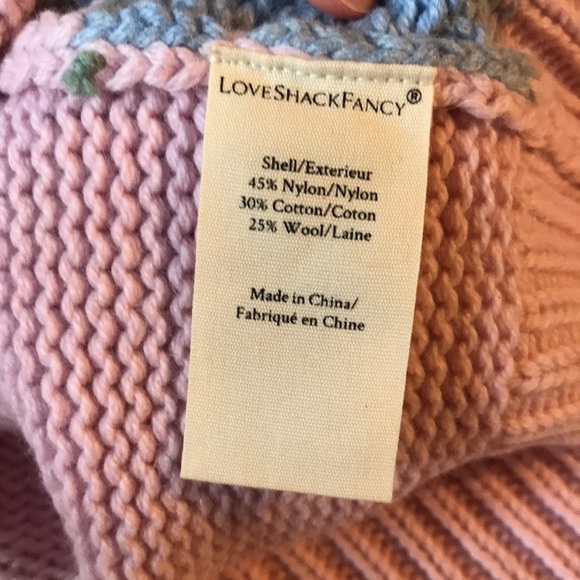 LoveShackFancy®
Shell/Exterieur
45% Nylon/Nylon
30% Cotton/Coton
25% Wool/Laine
Made in China/
Fabriqué en Chine